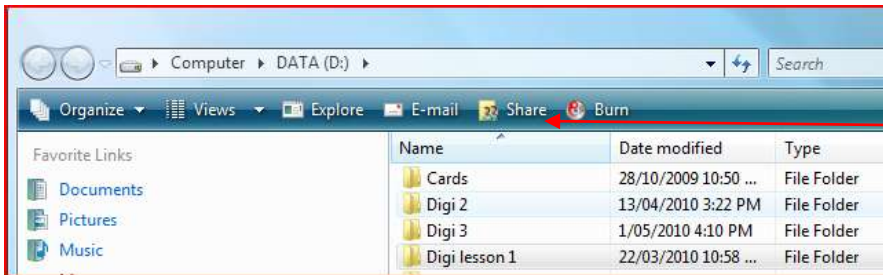 Computer DATA (D:) Search
Organize Views Explore E-mail Share Burn
Favorite Links
Documents
Pictures
Music
Name Date modified Type
Cards 28/10/2009 10:50 ... File Folder
Digi 2 13/04/2010 3:22 PM File Folder
Digi 3 1/05/2010 4:10 PM File Folder
Digi lesson 1 22/03/2010 10:58 ... File Folder